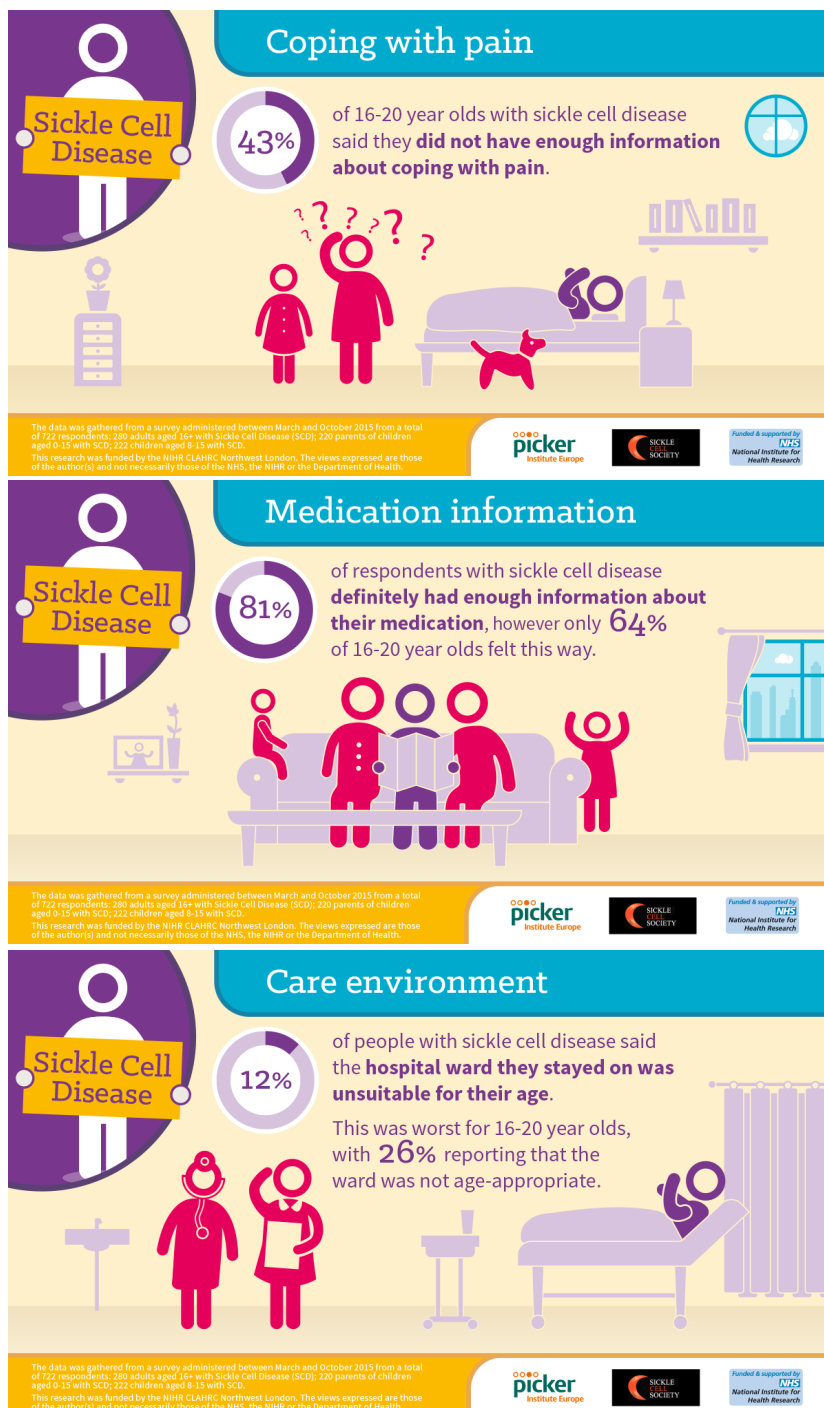 Coping with pain
Sickle Cell
Disease
43%
of 16-20 year olds with sickle cell disease
said they did not have enough information
about coping with pain.
? ? ? ? ? ? ?
The data was gathered from a survey administered between March and October 2015 from a total
of 722 respondents: 280 adults aged 16+ with Sickle Cell Disease (SCD); 220 parents of children
aged 0-15 with SCD; 222 children aged 8-15 with SCD.
This research was funded by the NIHR CLAHRC Northwest London. The views expressed are those
of the author(s) and not necessarily those of the NHS, the NIHR or the Department of Health.
picker
Institute Europe
SICKLE
CELL
SOCIETY
Funded & supported by
NHS
National Institute for
Health Research
Medication information
Sickle Cell
Disease
81%
of respondents with sickle cell disease
definitely had enough information about
their medication, however only 64%
of 16-20 year olds felt this way.
The data was gathered from a survey administered between March and October 2015 from a total
of 722 respondents: 280 adults aged 16+ with Sickle Cell Disease (SCD); 220 parents of children
aged 0-15 with SCD; 222 children aged 8-15 with SCD.
This research was funded by the NIHR CLAHRC Northwest London. The views expressed are those
of the author(s) and not necessarily those of the NHS, the NIHR or the Department of Health.
picker
Institute Europe
SICKLE
CELL
SOCIETY
Funded & supported by
NHS
National Institute for
Health Research
Care environment
Sickle Cell
Disease
12%
of people with sickle cell disease said
the hospital ward they stayed on was
unsuitable for their age.
This was worst for 16-20 year olds,
with 26% reporting that the
ward was not age-appropriate.
The data was gathered from a survey administered between March and October 2015 from a total
of 722 respondents: 280 adults aged 16+ with Sickle Cell Disease (SCD); 220 parents of children
aged 0-15 with SCD; 222 children aged 8-15 with SCD.
This research was funded by the NIHR CLAHRC Northwest London. The views expressed are those
of the author(s) and not necessarily those of the NHS, the NIHR or the Department of Health.
picker
Institute Europe
SICKLE
CELL
SOCIETY
Funded & supported by
NHS
National Institute for
Health Research